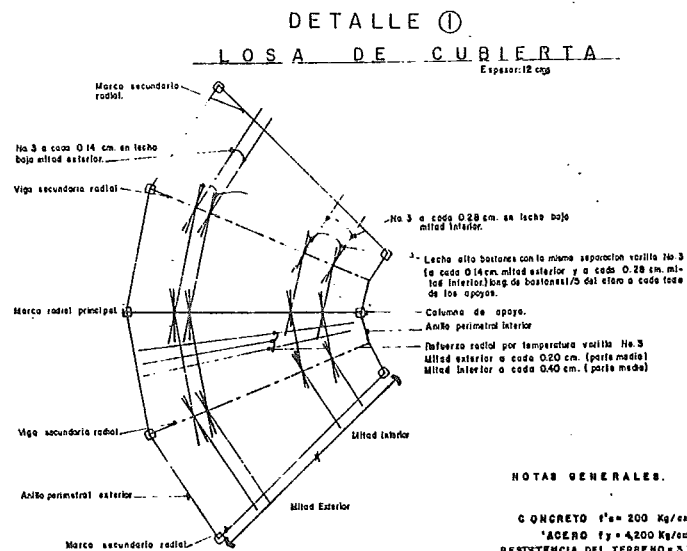 DETALLE ①
LOSA DE CUBIERTA
Espesor: 12 cms
Marco secundario
radial.
No. 3 a cada 0.14 cm. en lecho
bajo mitad exterior.
Viga secundaria radial
No. 3 a cada 0.28 cm. en lecho bajo
mitad interior.
Lecho alto bastones con la misma separacion varilla No. 3
(a cada 0.14 cm. mitad exterior y a cada 0.28 cm. mi-
tad interior.) long. de bastones 1/5 del claro a cada lado
de los apoyos.
Marco radial principal
Columna de apoyo.
Anillo perimetral interior
Refuerzo radial por temperatura varilla No. 3
Mitad exterior a cada 0.20 cm. (parte media)
Mitad interior a cada 0.40 cm. (parte media)
Viga secundaria radial
Mitad Interior
Anillo perimetral exterior
Mitad Exterior
Marco secundario radial
NOTAS GENERALES.
CONCRETO f'c= 200 Kg/cm
ACERO fy= 4,200 Kg/cm
RESISTENCIA DEL TERRENO = 3